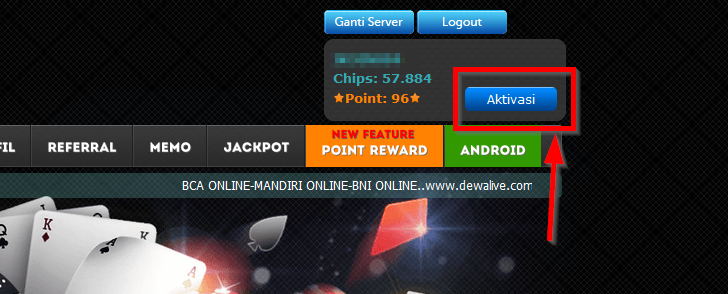 Ganti Server
Logout
Chips: 57.884
★Point: 96★
Aktivasi
FIL
REFERRAL
MEMO
JACKPOT
NEW FEATURE
POINT REWARD
ANDROID
BCA ONLINE-MANDIRI ONLINE-BNI ONLINE..www.dewalive.com
A
K
K